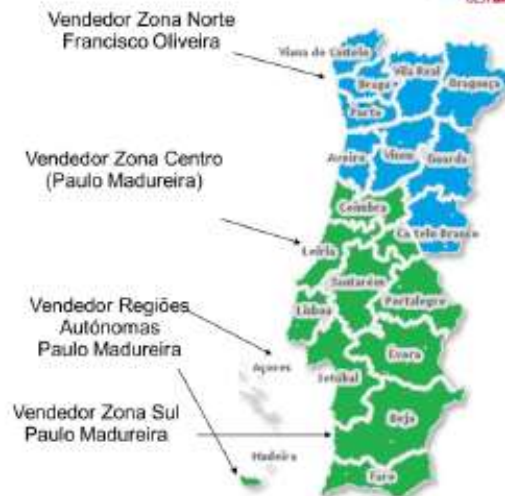 Vendedor Zona Norte
Francisco Oliveira
Viana do Castelo
Vila Real
Braga
Bragança
Porto
Vendedor Zona Centro
(Paulo Madureira)
Aveiro
Viseu
Guarda
Coimbra
Castelo Branco
Leiria
Santarém
Lisboa
Portalegre
Vendedor Regiões
Autónomas
Paulo Madureira
Açores
Evora
Setúbal
Vendedor Zona Sul
Paulo Madureira
Beja
Madeira
Faro